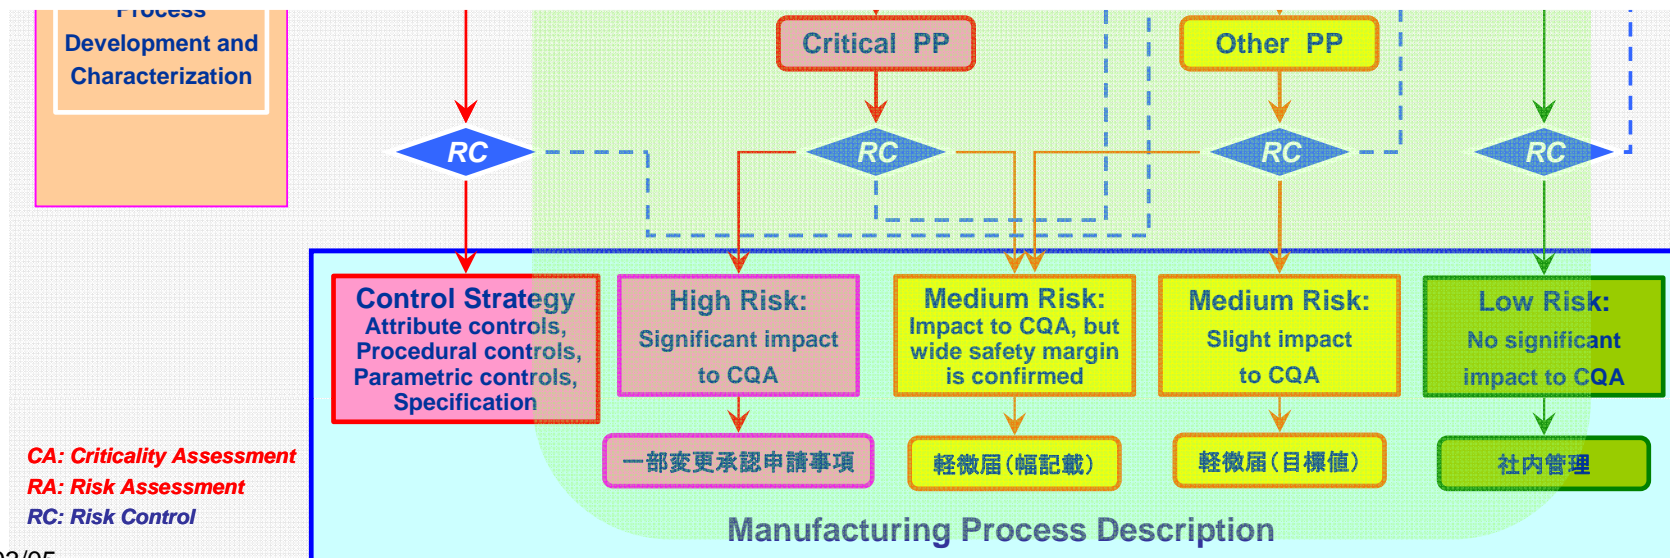 Process
Development and
Characterization
Critical PP
Other PP
RC
RC
RC
RC
Control Strategy
Attribute controls,
Procedural controls,
Parametric controls,
Specification
High Risk:
Significant impact
to CQA
Medium Risk:
Impact to CQA, but
wide safety margin
is confirmed
Medium Risk:
Slight impact
to CQA
Low Risk:
No significant
impact to CQA
一部変更承認申請事項
軽微届(幅記載)
軽微届(目標値)
社内管理
CA: Criticality Assessment
RA: Risk Assessment
RC: Risk Control
Manufacturing Process Description